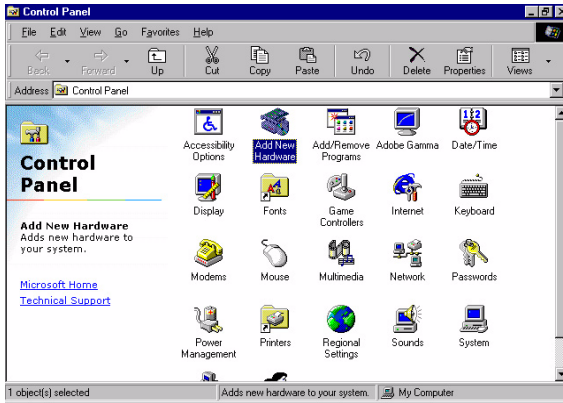 Control Panel
File Edit View Go Favorites Help
Back Forward Up Cut Copy Paste Undo Delete Properties Views
Address Control Panel
Control
Panel
Add New Hardware
Adds new hardware to
your system.
Microsoft Home
Technical Support
Accessibility
Options
Add New
Hardware
Add/Remove
Programs
Adobe Gamma
Date/Time
Display
Fonts
Game
Controllers
Internet
Keyboard
Modems
Mouse
Multimedia
Network
Passwords
Power
Management
Printers
Regional
Settings
Sounds
System
1 object(s) selected
Adds new hardware to your system.
My Computer